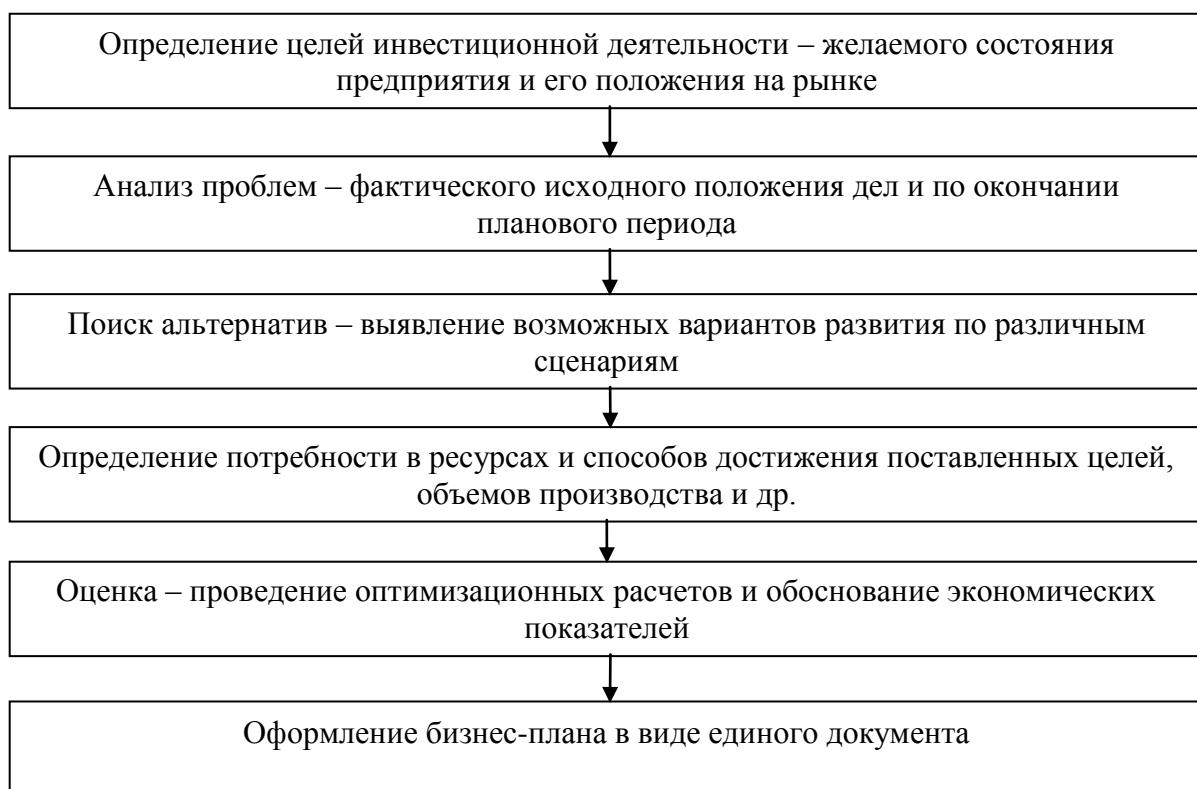 Определение целей инвестиционной деятельности – желаемого состояния
предприятия и его положения на рынке
Анализ проблем – фактического исходного положения дел и по окончании
планового периода
Поиск альтернатив – выявление возможных вариантов развития по различным
сценариям
Определение потребности в ресурсах и способов достижения поставленных целей,
объемов производства и др.
Оценка – проведение оптимизационных расчетов и обоснование экономических
показателей
Оформление бизнес-плана в виде единого документа